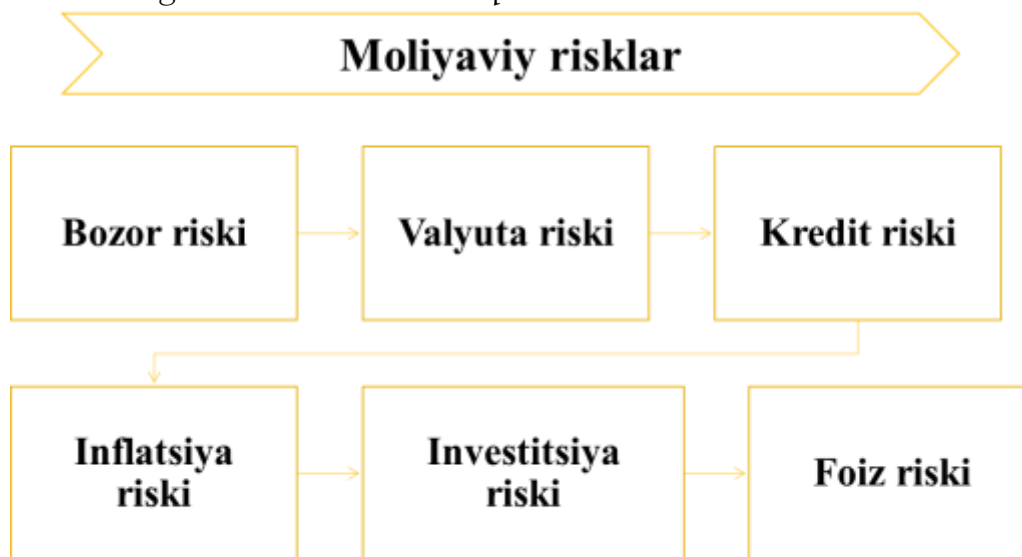 Moliyaviy risklar
Bozor riski
Valyuta riski
Kredit riski
Inflatsiya
riski
Investitsiya
riski
Foiz riski